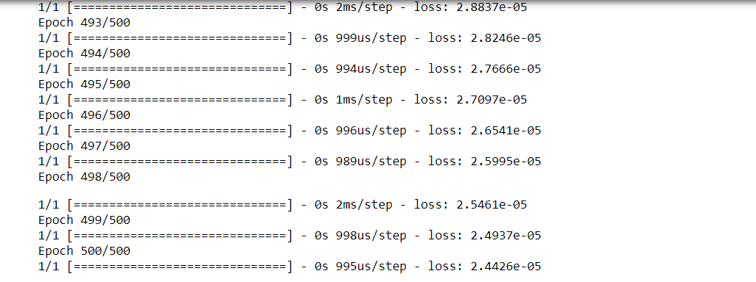 1/1 [==============================] - 0s 2ms/step - loss: 2.8837e-05
Epoch 493/500
1/1 [==============================] - 0s 999us/step - loss: 2.8246e-05
Epoch 494/500
1/1 [==============================] - 0s 994us/step - loss: 2.7666e-05
Epoch 495/500
1/1 [==============================] - 0s 1ms/step - loss: 2.7097e-05
Epoch 496/500
1/1 [==============================] - 0s 996us/step - loss: 2.6541e-05
Epoch 497/500
1/1 [==============================] - 0s 989us/step - loss: 2.5995e-05
Epoch 498/500
1/1 [==============================] - 0s 2ms/step - loss: 2.5461e-05
Epoch 499/500
1/1 [==============================] - 0s 998us/step - loss: 2.4937e-05
Epoch 500/500
1/1 [==============================] - 0s 995us/step - loss: 2.4426e-05